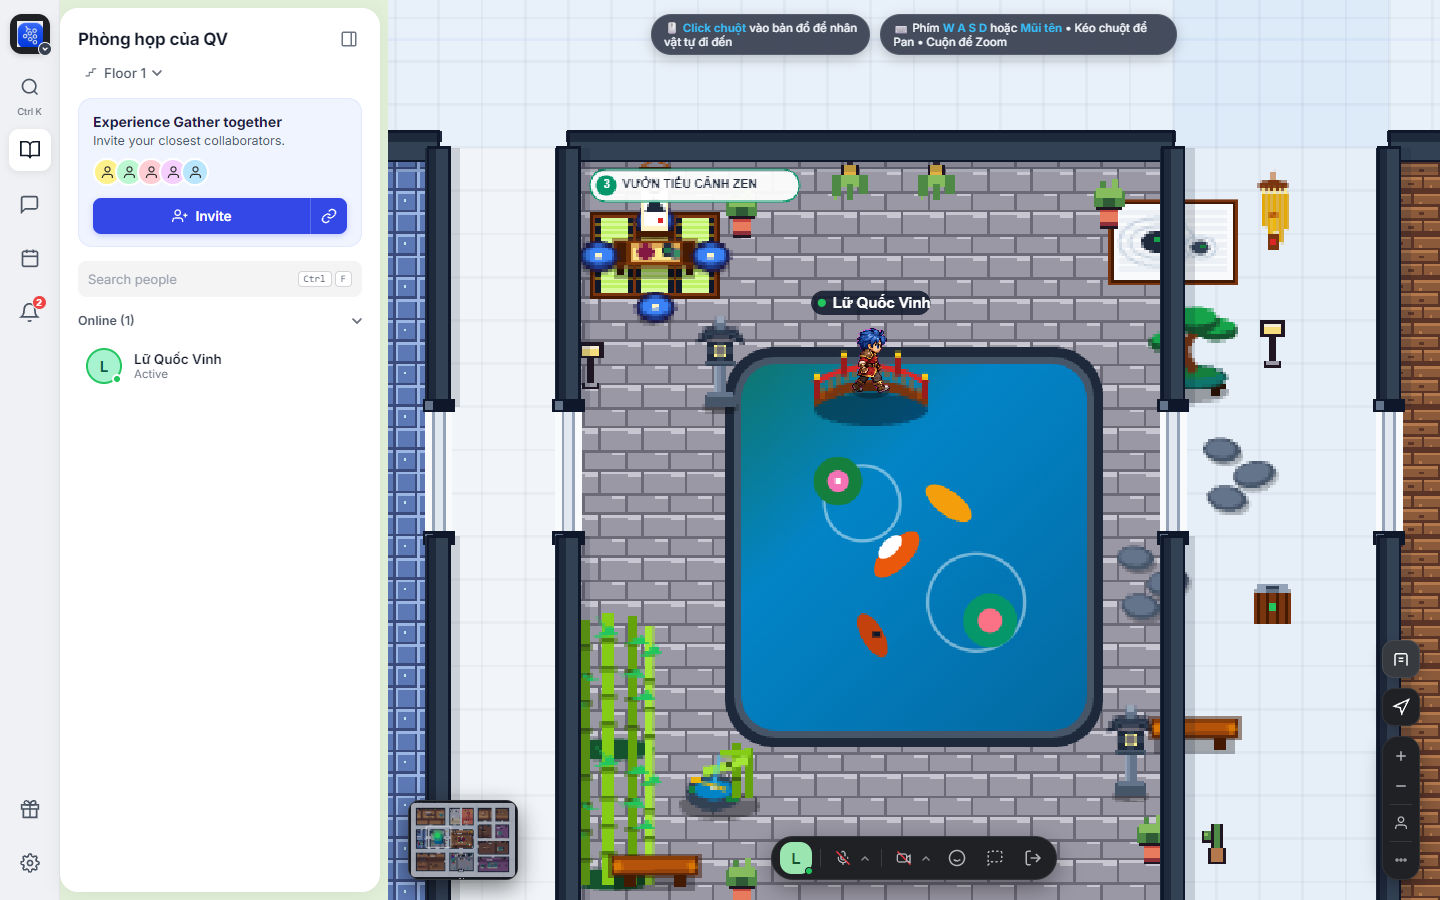 Phòng họp của QV
Floor 1
Experience Gather together
Invite your closest collaborators.
Invite
Search people
Ctrl F
Online (1)
L
Lữ Quốc Vinh
Active
Ctrl K
2
Click chuột vào bản đồ để nhân
vật tự đi đến
Phím W A S D hoặc Mũi tên • Kéo chuột để
Pan • Cuộn để Zoom
3 VƯỜN TIỂU CẢNH ZEN
Lữ Quốc Vinh
L